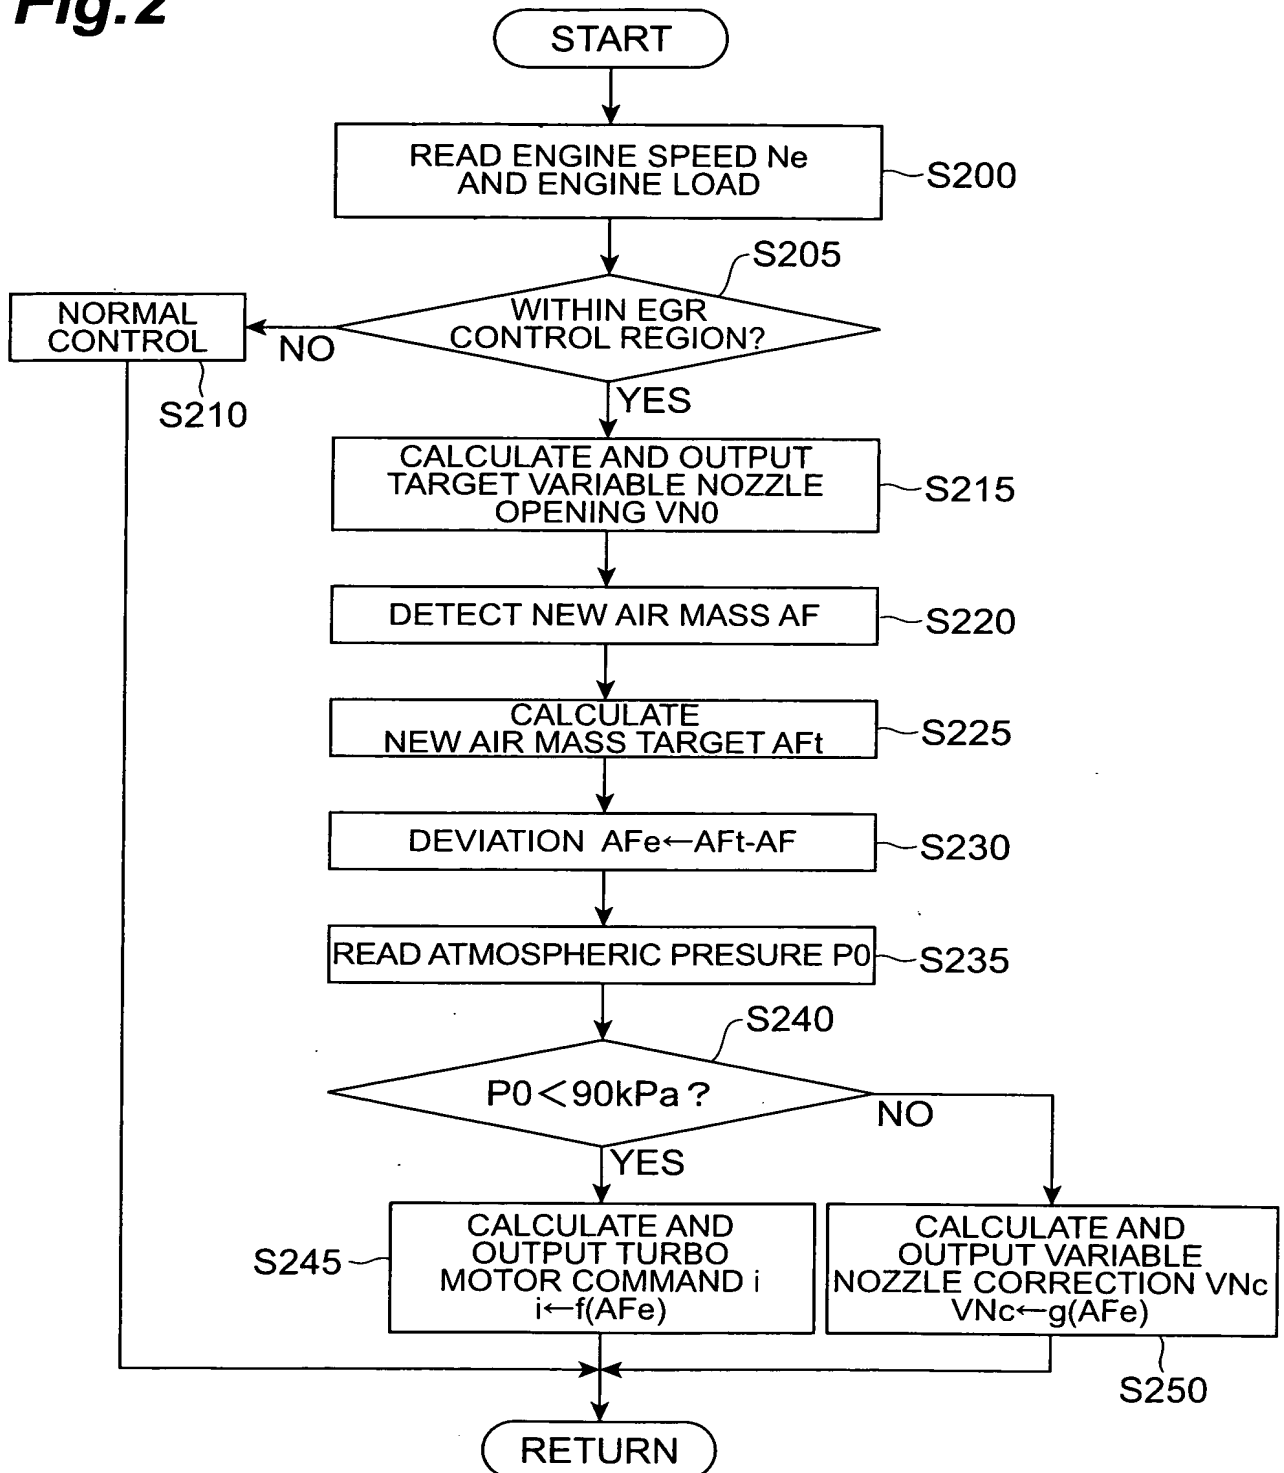 Fig.2
START
READ ENGINE SPEED Ne
AND ENGINE LOAD
S200
S205
WITHIN EGR
CONTROL REGION?
NORMAL
CONTROL
NO
S210
YES
CALCULATE AND OUTPUT
TARGET VARIABLE NOZZLE
OPENING VN0
S215
DETECT NEW AIR MASS AF
S220
CALCULATE
NEW AIR MASS TARGET AFt
S225
DEVIATION AFe←AFt-AF
S230
READ ATMOSPHERIC PRESURE P0
S235
S240
P0<90kPa?
NO
YES
CALCULATE AND
OUTPUT TURBO
MOTOR COMMAND i
i←f(AFe)
S245
CALCULATE AND
OUTPUT VARIABLE
NOZZLE CORRECTION VNc
VNc←g(AFe)
S250
RETURN